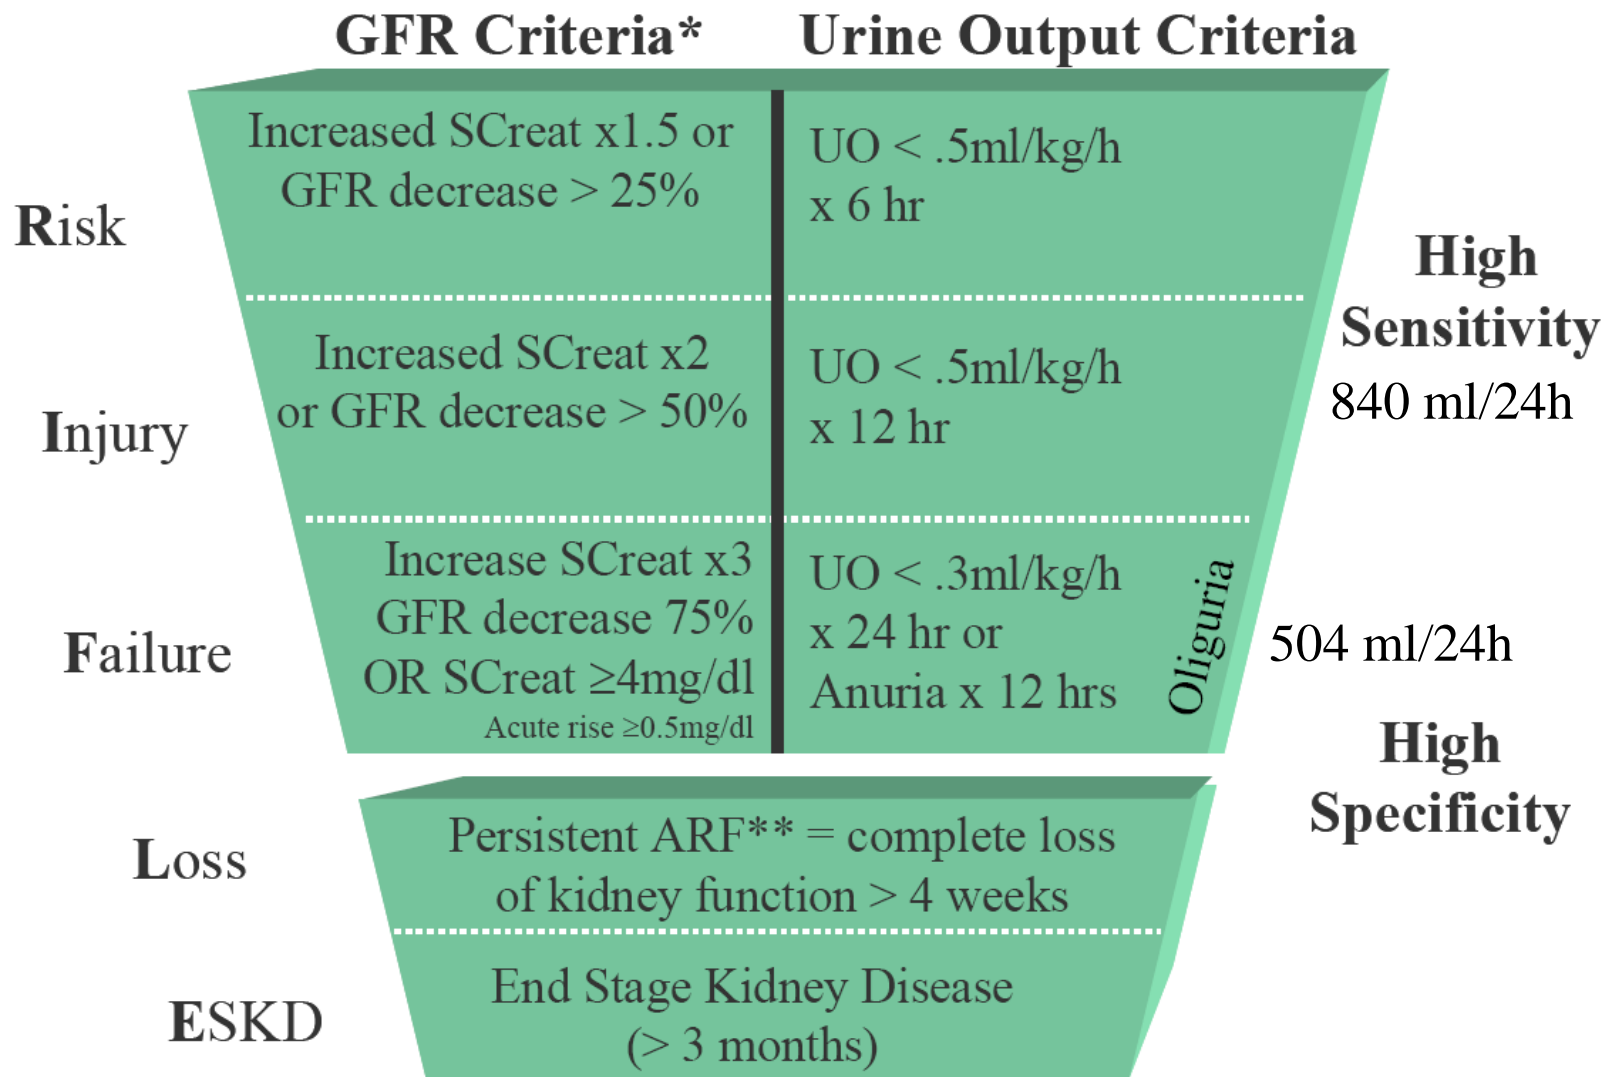 GFR Criteria*
Urine Output Criteria
Risk
Increased SCreat x1.5 or
GFR decrease > 25%
UO < .5ml/kg/h
x 6 hr
High
Sensitivity
840 ml/24h
Injury
Increased SCreat x2
or GFR decrease > 50%
UO < .5ml/kg/h
x 12 hr
Failure
Increase SCreat x3
GFR decrease 75%
OR SCreat ≥4mg/dl
Acute rise ≥0.5mg/dl
UO < .3ml/kg/h
x 24 hr or
Anuria x 12 hrs
Oliguria
504 ml/24h
High
Specificity
Loss
Persistent ARF** = complete loss
of kidney function > 4 weeks
ESKD
End Stage Kidney Disease
(> 3 months)